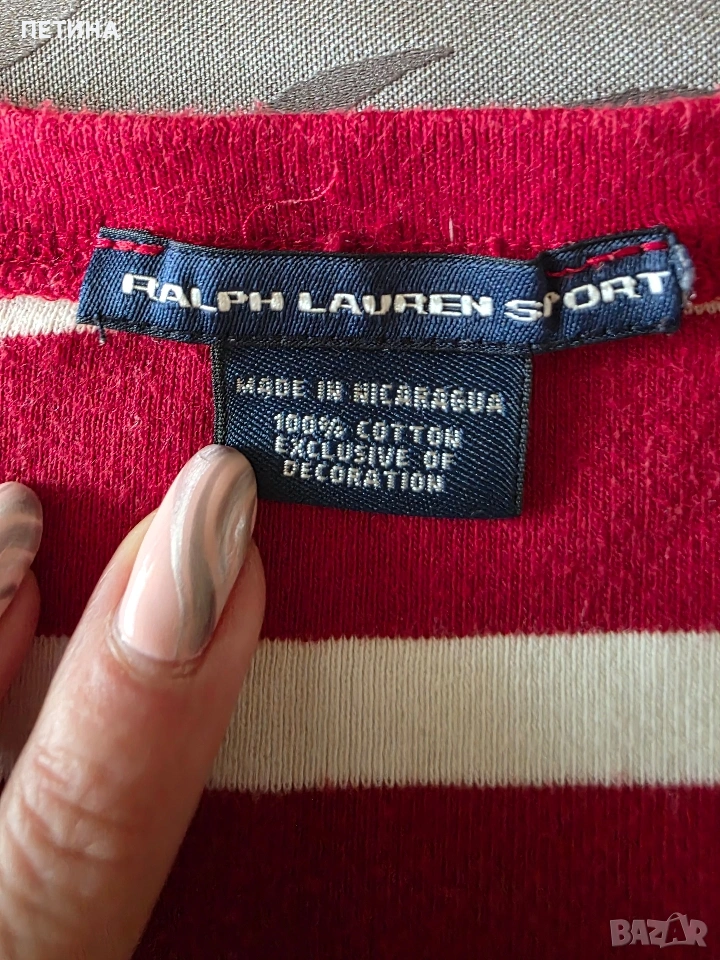 ПЕТИНА
RALPH LAUREN SPORT
MADE IN NICARAGUA
100% COTTON
EXCLUSIVE OF
DECORATION
BAZAR